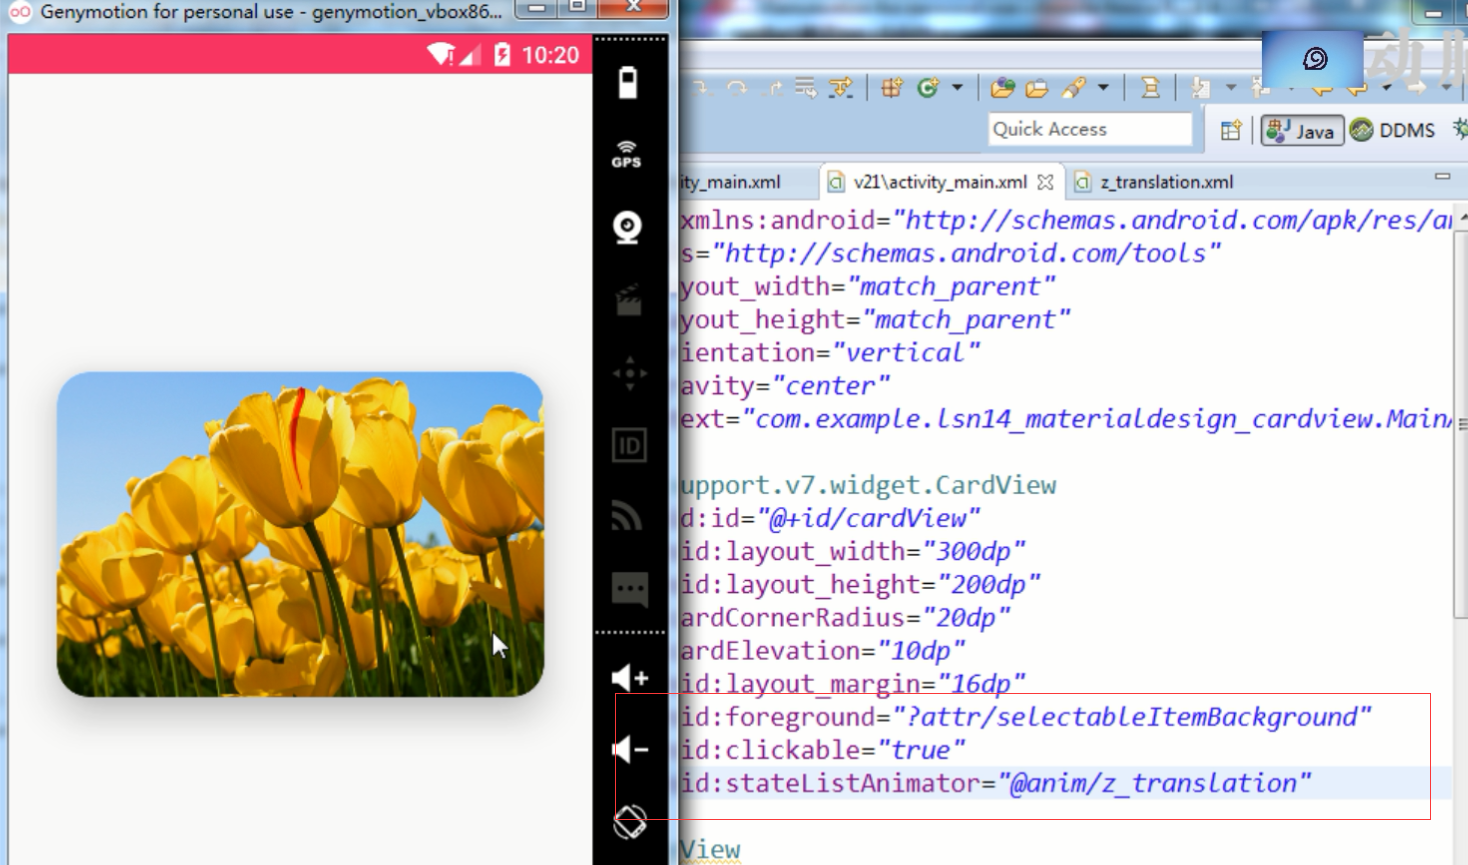 Genymotion for personal use - genymotion_vbox86...
10:20
GPS
ID
动
Quick Access
Java
DDMS
ity_main.xml
v21\activity_main.xml
z_translation.xml
xmlns:android="http://schemas.android.com/apk/res/an
s="http://schemas.android.com/tools"
yout_width="match_parent"
yout_height="match_parent"
ientation="vertical"
avity="center"
ext="com.example.lsn14_materialdesign_cardview.MainA
upport.v7.widget.CardView
d:id="@+id/cardView"
id:layout_width="300dp"
id:layout_height="200dp"
ardCornerRadius="20dp"
ardElevation="10dp"
id:layout_margin="16dp"
id:foreground="?attr/selectableItemBackground"
id:clickable="true"
id:stateListAnimator="@anim/z_translation"
View